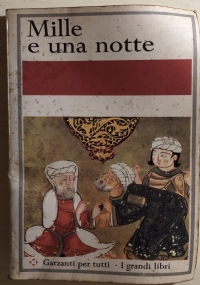 Mille
e una notte
Garzanti per tutti - I grandi libri